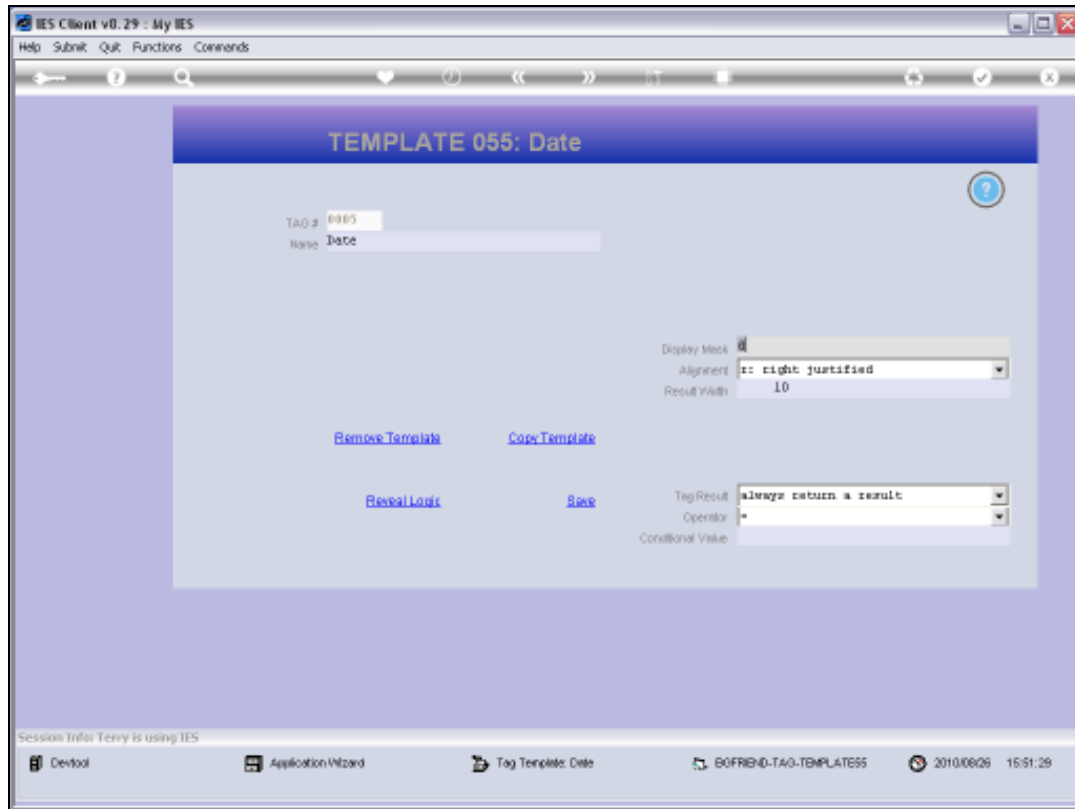 IES Client v8.29 : My IES
Help Submit Quit Functions Commands
TEMPLATE 055: Date
TAG # 0005
Name Date
Display Mask d
Alignment r: right justified
Result Width 10
Remove Template Copy Template
Reveal Logic Save
Tag Result always return a result
Operator =
Conditional Value
Session Info: Terry is using IES
Devtool Application Wizard Tag Template: Date BGFRIEND-TAG-TEMPLATE55 2010/08/26 15:51:29